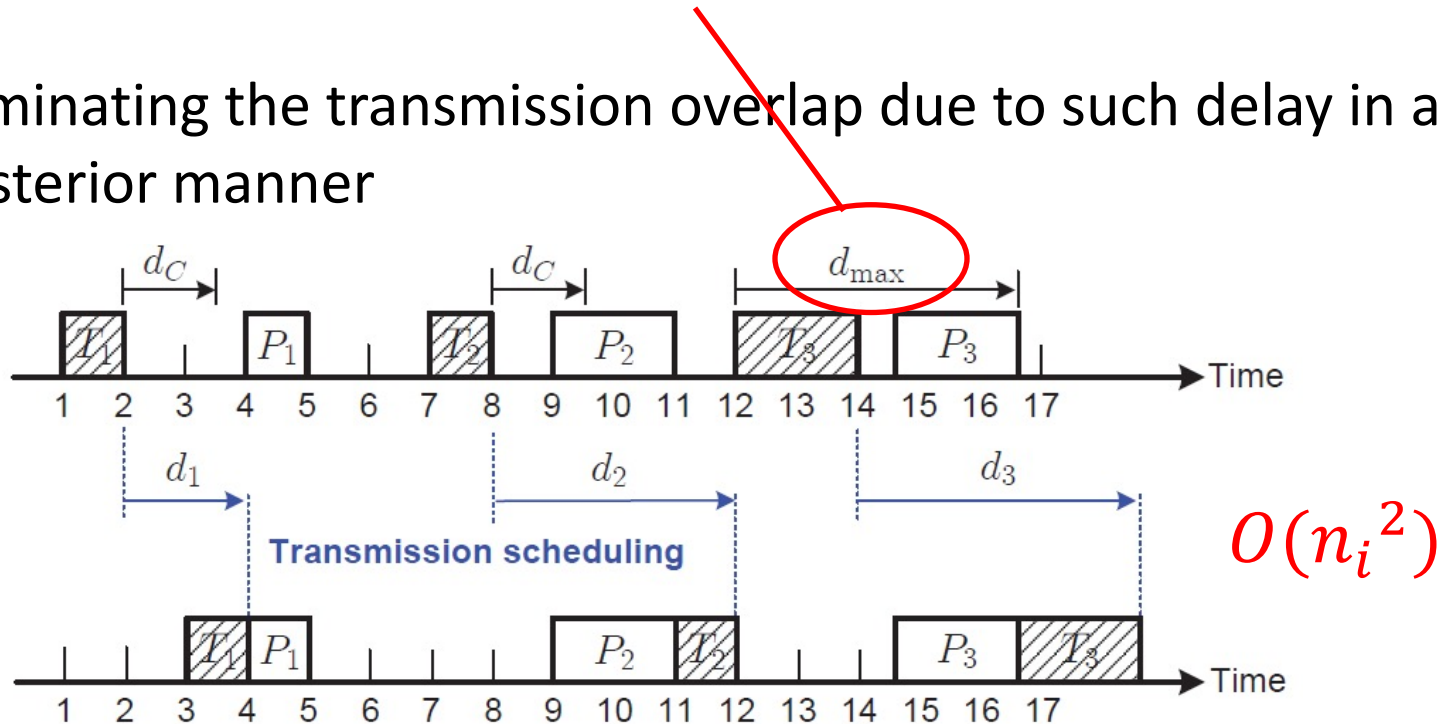 minating the transmission overlap due to such delay in a
sterior manner
d_C d_C d_max
T_1 P_1 T_2 P_2 T_3 P_3
Time
1 2 3 4 5 6 7 8 9 10 11 12 13 14 15 16 17
d_1 d_2 d_3
Transmission scheduling
O(n_i^2)
T_1 P_1 P_2 T_2 P_3 T_3
Time
1 2 3 4 5 6 7 8 9 10 11 12 13 14 15 16 17